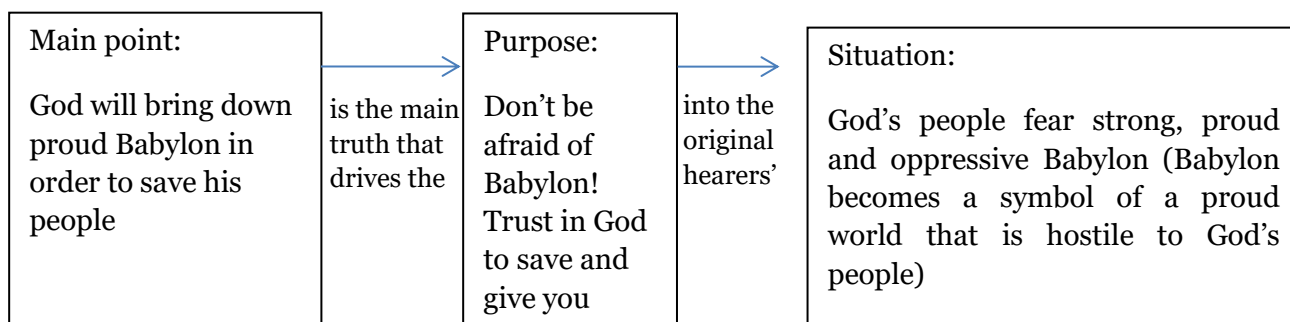 Main point:
God will bring down
proud Babylon in
order to save his
people
is the main
truth that
drives the
Purpose:
Don’t be
afraid of
Babylon!
Trust in God
to save and
give you
into the
original
hearers’
Situation:
God’s people fear strong, proud
and oppressive Babylon (Babylon
becomes a symbol of a proud
world that is hostile to God’s
people)